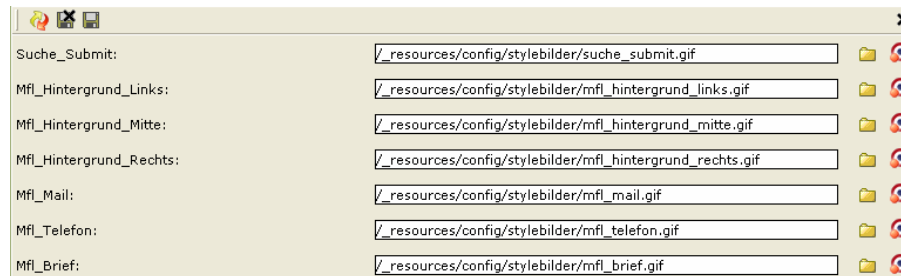 Suche_Submit: /_resources/config/stylebilder/suche_submit.gif
Mfl_Hintergrund_Links: /_resources/config/stylebilder/mfl_hintergrund_links.gif
Mfl_Hintergrund_Mitte: /_resources/config/stylebilder/mfl_hintergrund_mitte.gif
Mfl_Hintergrund_Rechts: /_resources/config/stylebilder/mfl_hintergrund_rechts.gif
Mfl_Mail: /_resources/config/stylebilder/mfl_mail.gif
Mfl_Telefon: /_resources/config/stylebilder/mfl_telefon.gif
Mfl_Brief: /_resources/config/stylebilder/mfl_brief.gif